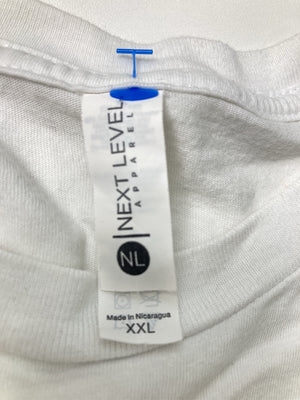 NEXT LEVEL
APPAREL
NL
Made in Nicaragua
XXL